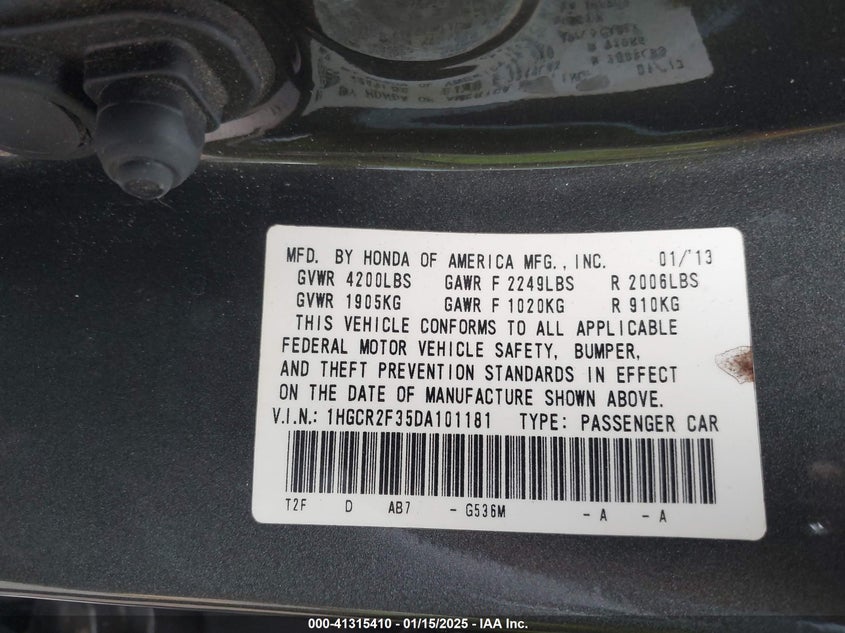 MFD. BY HONDA OF AMERICA MFG., INC. 01/'13
GVWR 4200LBS GAWR F 2249LBS R 2006LBS
GVWR 1905KG GAWR F 1020KG R 910KG
THIS VEHICLE CONFORMS TO ALL APPLICABLE
FEDERAL MOTOR VEHICLE SAFETY, BUMPER,
AND THEFT PREVENTION STANDARDS IN EFFECT
ON THE DATE OF MANUFACTURE SHOWN ABOVE.
V.I.N.: 1HGCR2F35DA101181 TYPE: PASSENGER CAR
T2F D AB7 - G536M - A - A
000-41315410 - 01/15/2025 - IAA Inc.